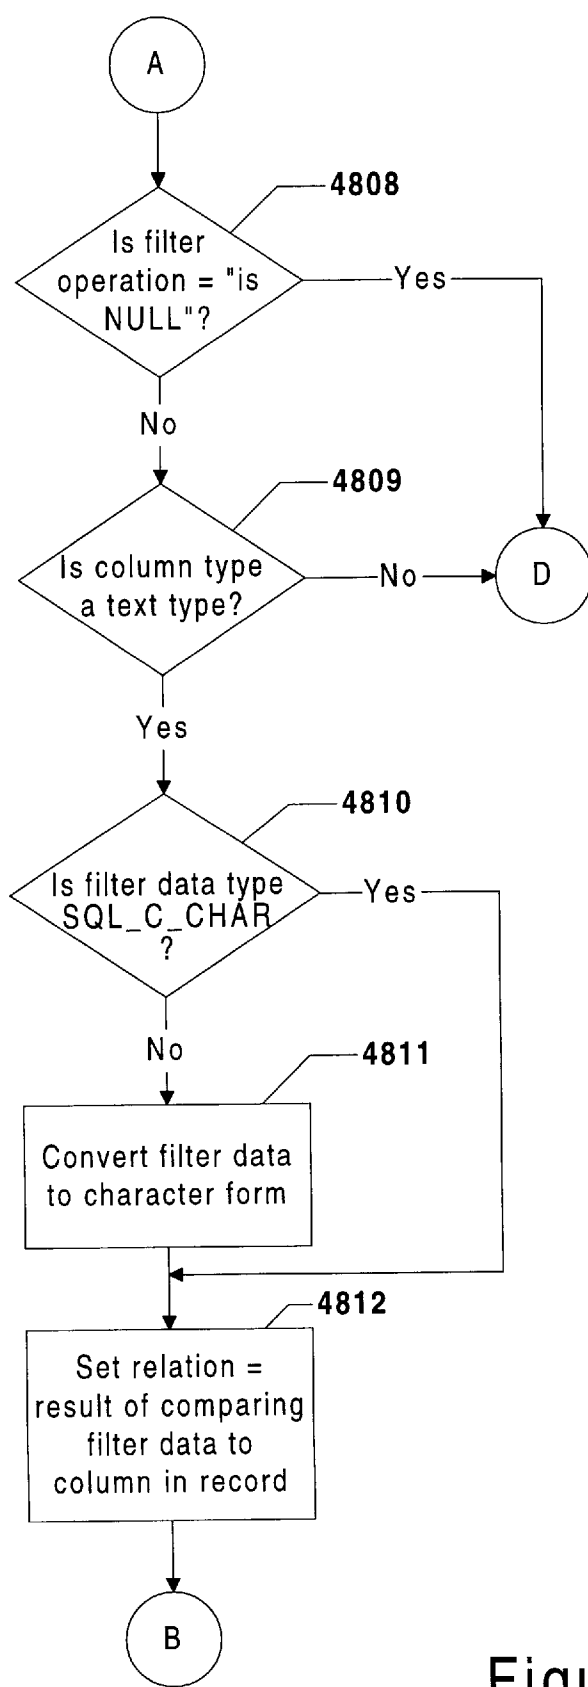 A
4808
Is filter
operation = "is
NULL"?
Yes
No
4809
Is column type
a text type?
No
D
Yes
4810
Is filter data type
SQL_C_CHAR
?
Yes
No
4811
Convert filter data
to character form
4812
Set relation =
result of comparing
filter data to
column in record
B